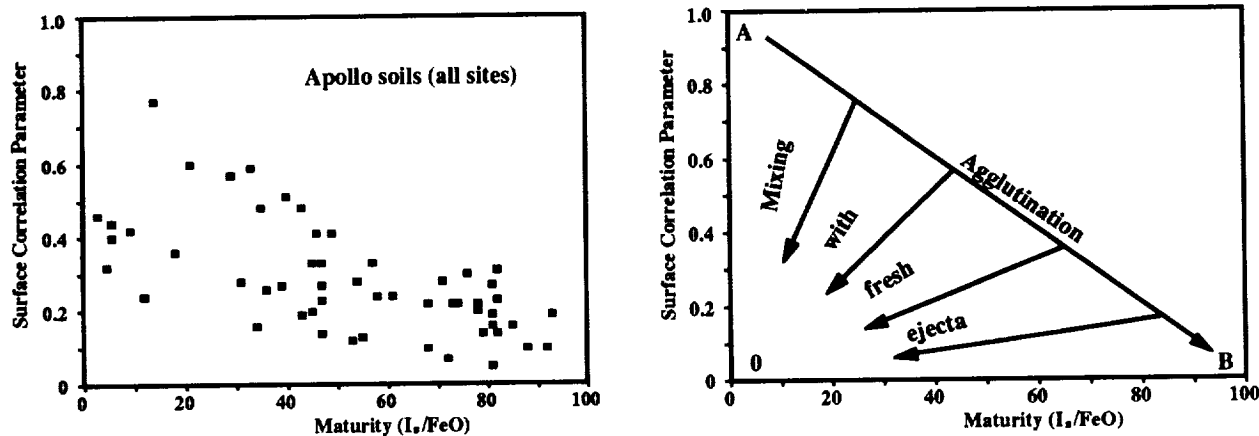 1.0
0.8
0.6
0.4
0.2
0
Surface Correlation Parameter
Apollo soils (all sites)
0 20 40 60 80 100
Maturity (Iₛ/FeO)
1.0
0.8
0.6
0.4
0.2
0
Surface Correlation Parameter
A
Agglutination
Mixing
with
fresh
ejecta
0
B
0 20 40 60 80 100
Maturity (Iₛ/FeO)